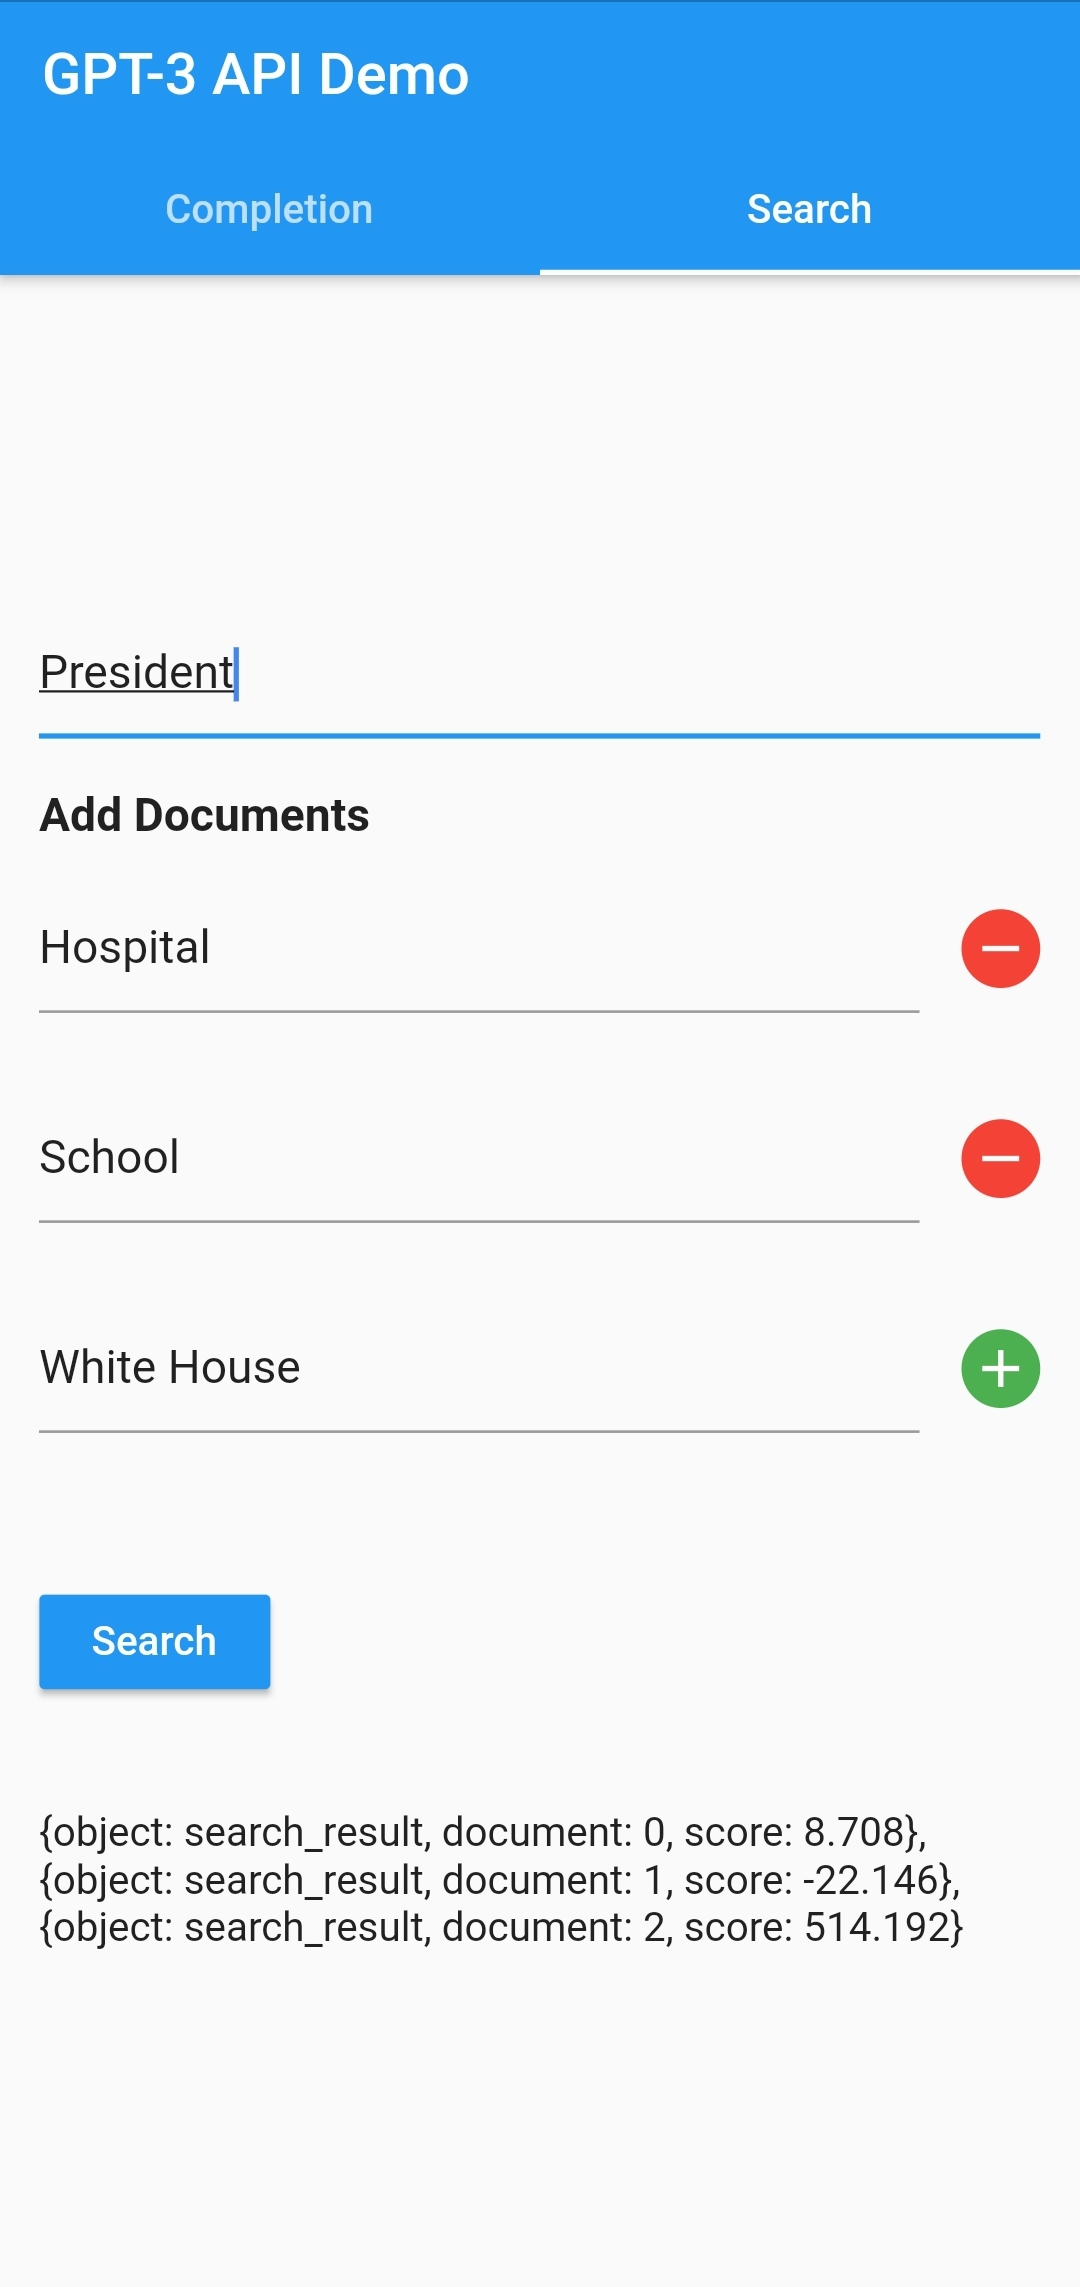 GPT-3 API Demo
Completion Search
President
Add Documents
Hospital
School
White House
Search
{object: search_result, document: 0, score: 8.708},
{object: search_result, document: 1, score: -22.146},
{object: search_result, document: 2, score: 514.192}